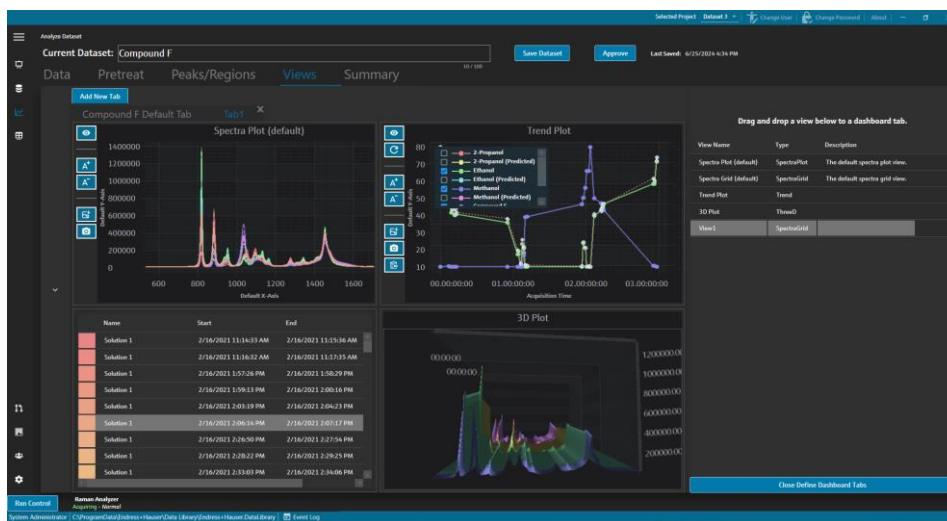 Selected Project Dataset 3 Change User Change Password About
Analyze Dataset
Current Dataset: Compound F Save Dataset Approve Last Saved: 6/25/2024 4:34 PM
10 / 100
Data Pretreat Peaks/Regions Views Summary
Add New Tab
Compound F Default Tab Tab1 X
Drag and drop a view below to a dashboard tab.
View Name Type Description
Spectra Plot (default) SpectraPlot The default spectra plot view.
Spectra Grid (default) SpectraGrid The default spectra grid view.
Trend Plot Trend
3D Plot ThreeD
View1 SpectraGrid
Spectra Plot (default)
A+
A-
Default Y-Axis
1400000
1200000
1000000
800000
600000
400000
200000
0
600 800 1000 1200 1400 1600
Default X-Axis
Trend Plot
A+
A-
Default Y-Axis
80
70
60
50
40
30
20
10
2-Propanol
2-Propanol (Predicted)
Ethanol
Ethanol (Predicted)
Methanol
Methanol (Predicted)
00.00:00:00 01.00:00:00 02.00:00:00 03.00:00:00
Acquisition Time
Name Start End
Solution 1 2/16/2021 11:14:33 AM 2/16/2021 11:15:36 AM
Solution 1 2/16/2021 11:16:32 AM 2/16/2021 11:17:35 AM
Solution 1 2/16/2021 1:57:26 PM 2/16/2021 1:58:29 PM
Solution 1 2/16/2021 1:59:13 PM 2/16/2021 2:00:16 PM
Solution 1 2/16/2021 2:03:19 PM 2/16/2021 2:04:23 PM
Solution 1 2/16/2021 2:06:14 PM 2/16/2021 2:07:17 PM
Solution 1 2/16/2021 2:26:50 PM 2/16/2021 2:27:54 PM
Solution 1 2/16/2021 2:28:22 PM 2/16/2021 2:29:25 PM
Solution 1 2/16/2021 2:33:03 PM 2/16/2021 2:34:06 PM
3D Plot
00:00:00
00:00:00
1200000.0
1000000.0
800000.00
600000.00
400000.00
200000.00
Close Define Dashboard Tabs
Run Control Raman Analyzer
Acquiring - Normal
System Administrator C:\ProgramData\Endress+Hauser\Data Library\Endress+Hauser.DataLibrary Event Log